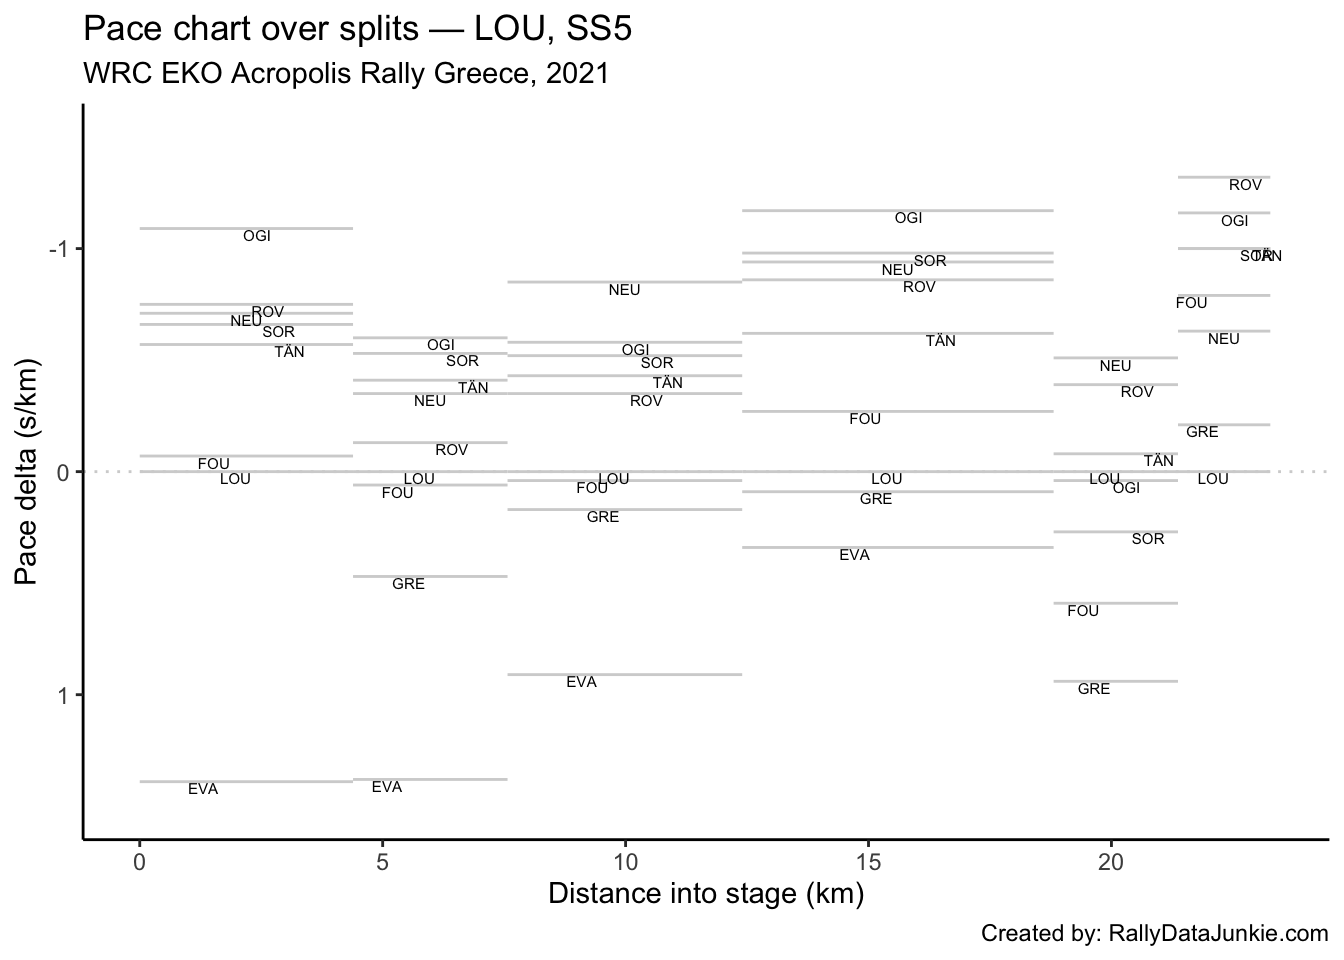 Pace chart over splits — LOU, SS5
WRC EKO Acropolis Rally Greece, 2021
Pace delta (s/km)
-1
0
1
OGI
ROV
NEU
SOR
TÄN
FOU
LOU
EVA
OGI
SOR
TÄN
NEU
ROV
LOU
FOU
GRE
EVA
NEU
OGI
SOR
TÄN
ROV
LOU
FOU
GRE
EVA
OGI
SOR
NEU
ROV
TÄN
FOU
LOU
GRE
EVA
NEU
ROV
TÄN
LOU
OGI
SOR
FOU
GRE
ROV
OGI
SOR
TÄN
FOU
NEU
GRE
LOU
0 5 10 15 20
Distance into stage (km)
Created by: RallyDataJunkie.com